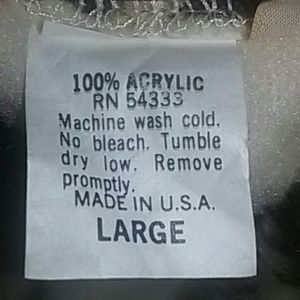 100% ACRYLIC
RN 54333
Machine wash cold.
No bleach. Tumble
dry low. Remove
promptly.
MADE IN U.S.A.
LARGE